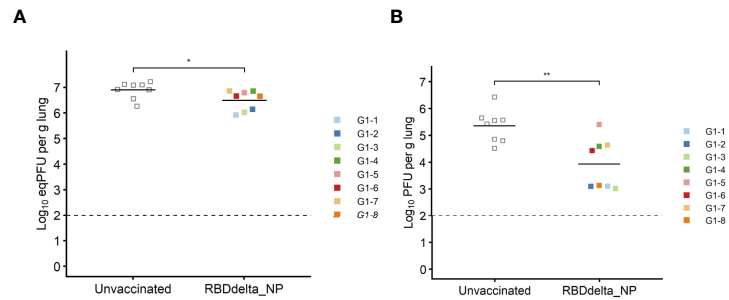 A
Log10 eqPFU per g lung
7
6
5
4
3
2
1
0
*
Unvaccinated
RBDdelta_NP
G1-1
G1-2
G1-3
G1-4
G1-5
G1-6
G1-7
G1-8
B
Log10 PFU per g lung
7
6
5
4
3
2
1
0
**
Unvaccinated
RBDdelta_NP
G1-1
G1-2
G1-3
G1-4
G1-5
G1-6
G1-7
G1-8